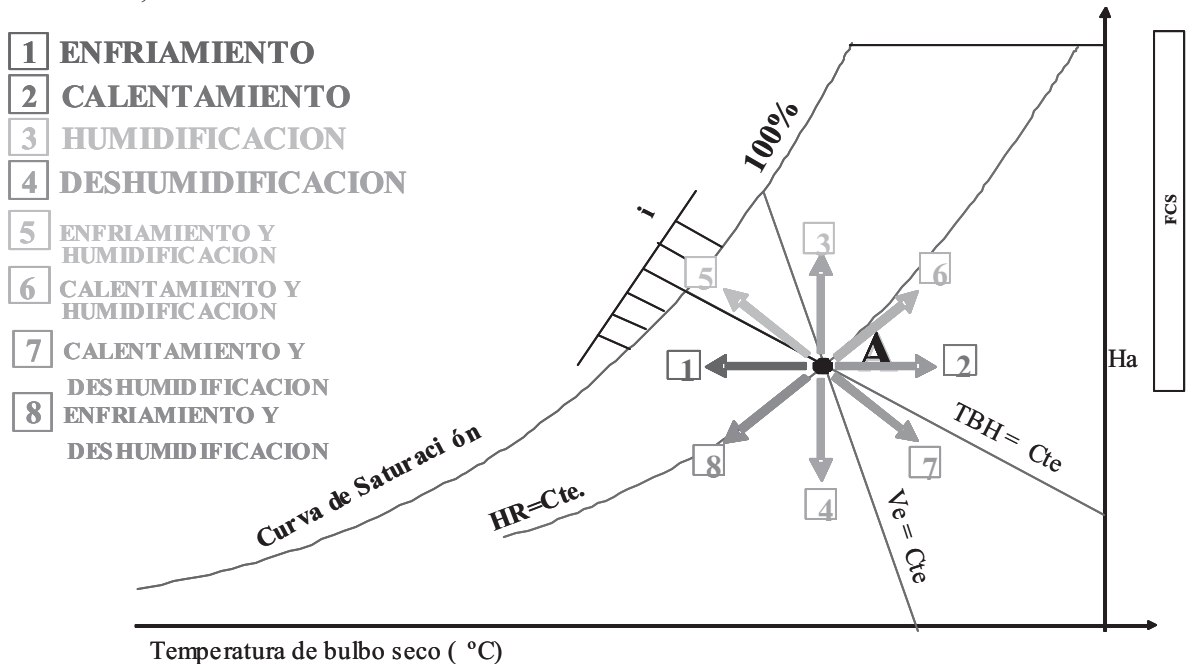 1 ENFRIAMIENTO
2 CALENTAMIENTO
3 HUMIDIFICACION
4 DESHUMIDIFICACION
5 ENFRIAMIENTO Y
HUMIDIFICACION
6 CALENTAMIENTO Y
HUMIDIFICACION
7 CALENTAMIENTO Y
DESHUMIDIFICACION
8 ENFRIAMIENTO Y
DESHUMIDIFICACION
100%
i
FCS
3
5
6
A
1
2
Ha
TBH = Cte
8
7
4
Curva de Saturación
HR=Cte.
Ve = Cte
Temperatura de bulbo seco ( ºC)